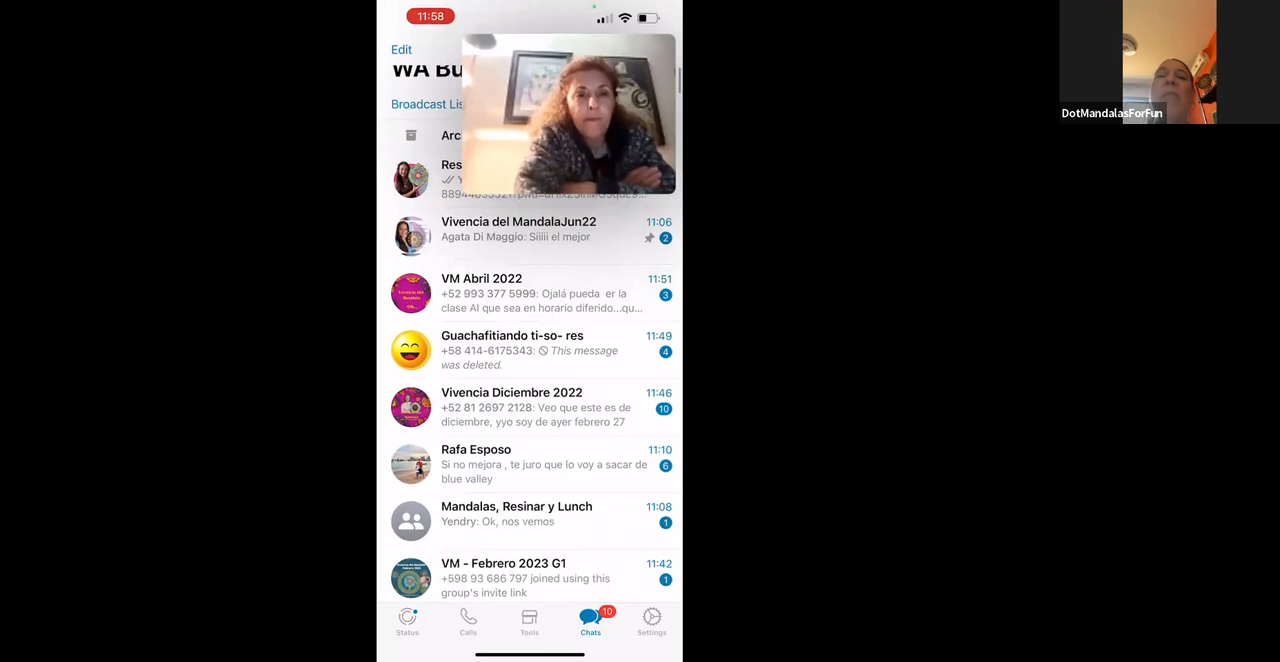 11:58
Edit
WA Bu
Broadcast Lis
Arc
Res
Vivencia del MandalaJun22
11:06
Agata Di Maggio: Siiiii el mejor
2
VM Abril 2022
11:51
+52 993 377 5999: Ojalá pueda er la
3
clase AI que sea en horario diferido...qu...
Guachafitiando ti-so- res
11:49
+58 414-6175343: This message
4
was deleted.
Vivencia Diciembre 2022
11:46
+52 81 2697 2128: Veo que este es de
10
diciembre, yyo soy de ayer febrero 27
Rafa Esposo
11:10
Si no mejora , te juro que lo voy a sacar de
6
blue valley
Mandalas, Resinar y Lunch
11:08
Yendry: Ok, nos vemos
1
VM - Febrero 2023 G1
11:42
+598 93 686 797 joined using this
1
group's invite link
10
Status
Calls
Tools
Chats
Settings
DotMandalasForFun